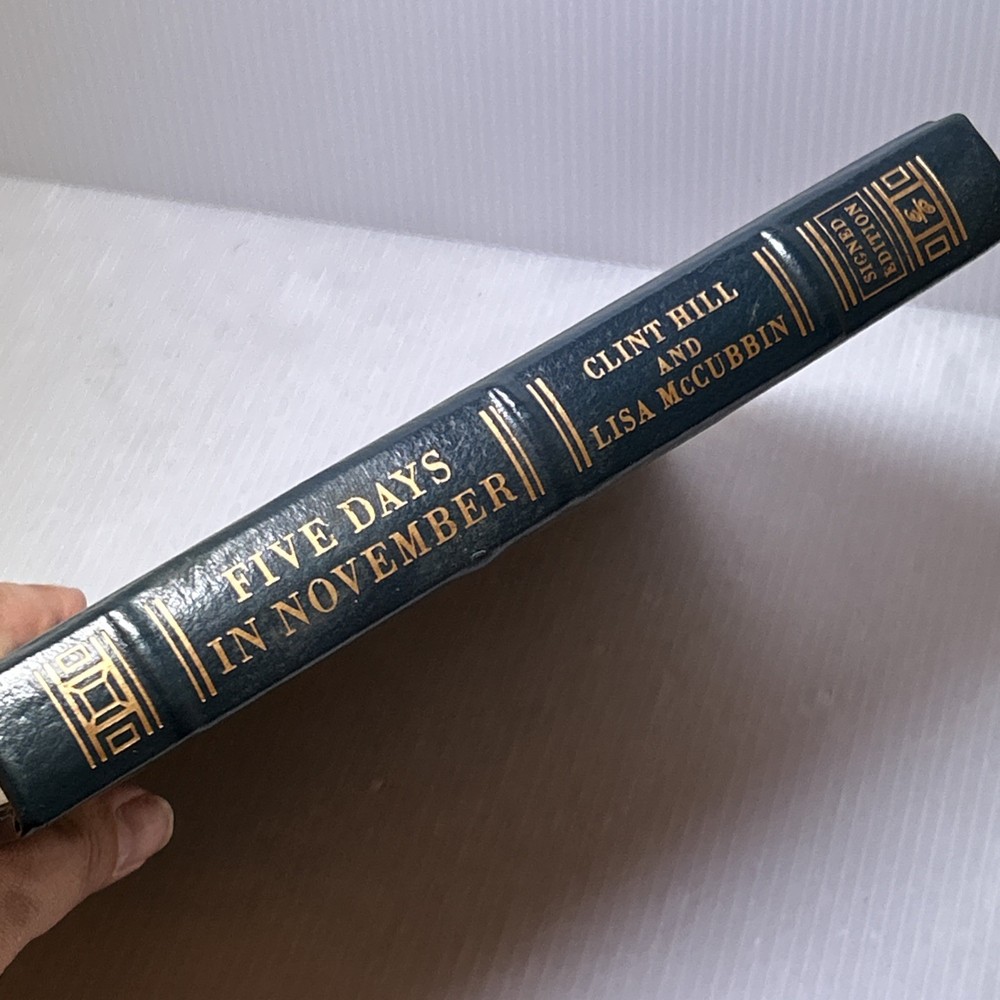 FIVE DAYS
IN NOVEMBER
CLINT HILL
AND
LISA McCUBBIN
SIGNED
EDITION